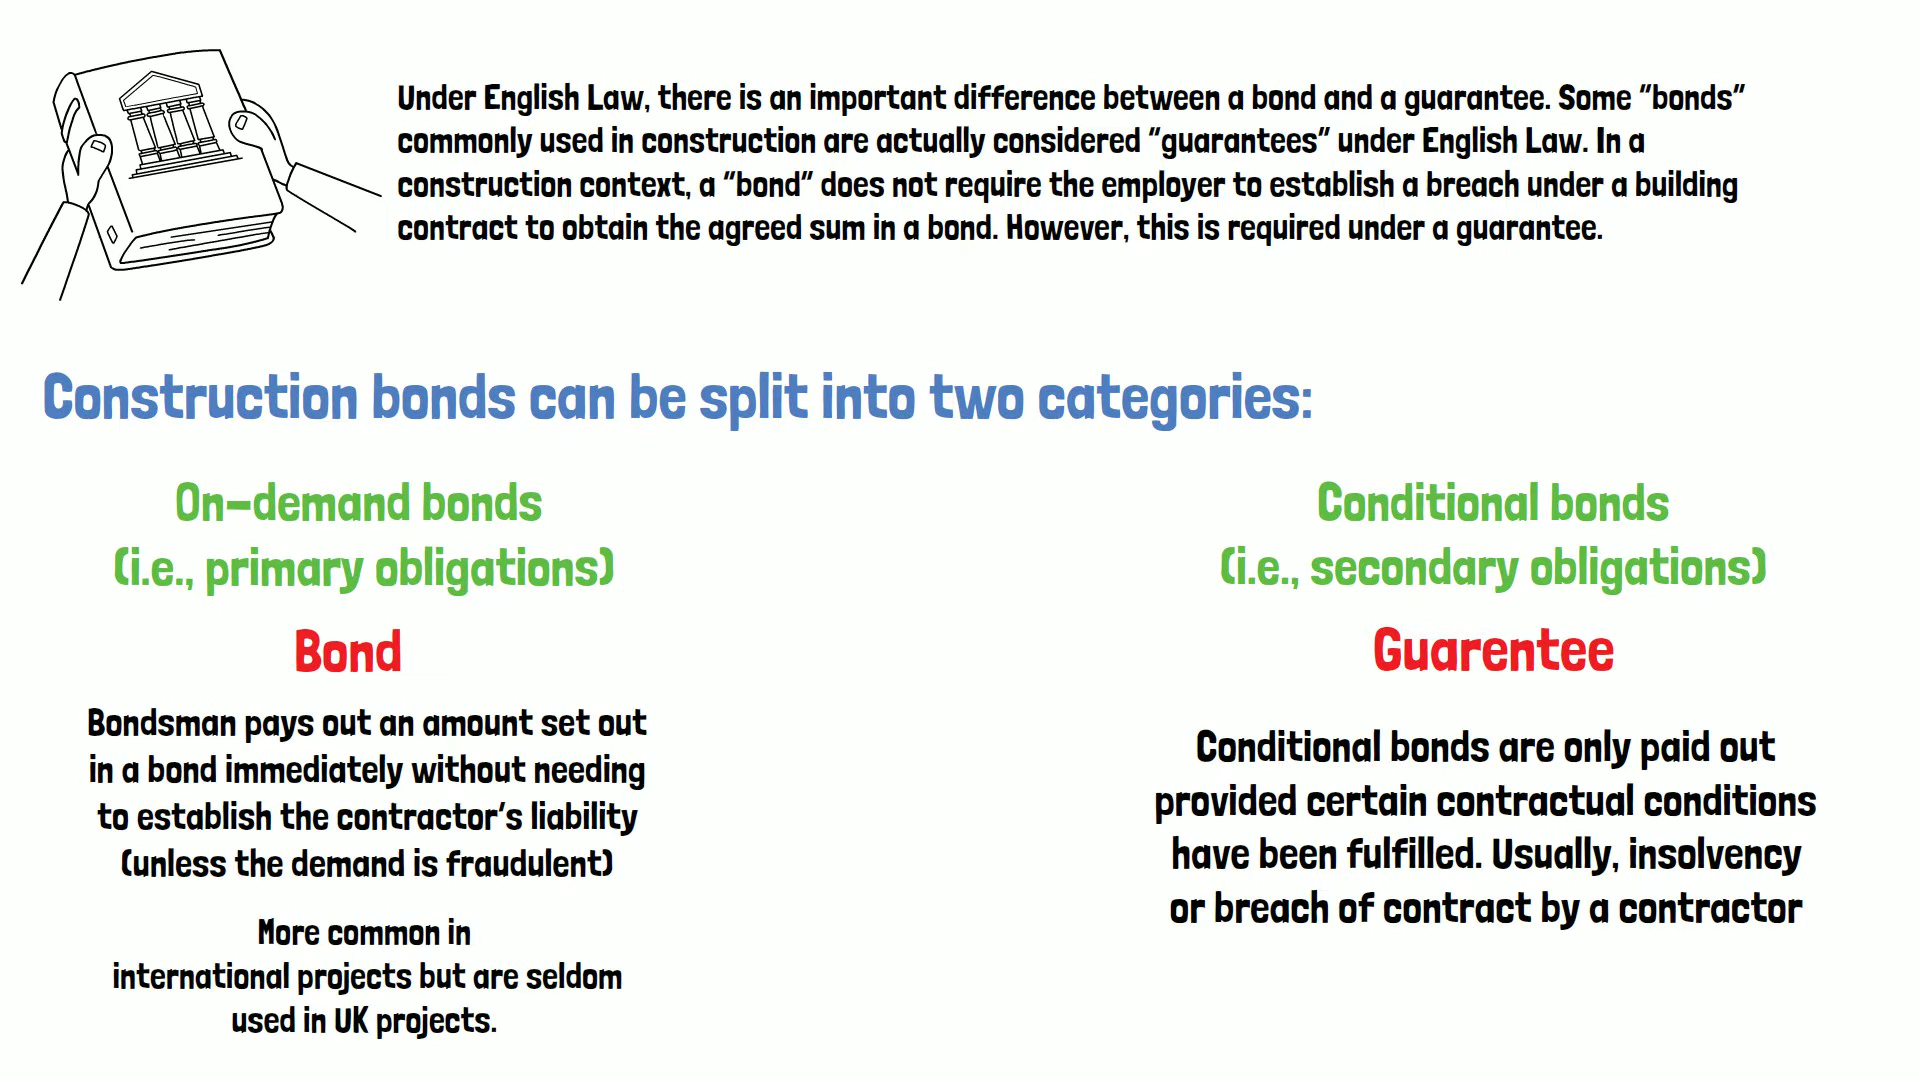 Under English Law, there is an important difference between a bond and a guarantee. Some "bonds"
commonly used in construction are actually considered "guarantees" under English Law. In a
construction context, a "bond" does not require the employer to establish a breach under a building
contract to obtain the agreed sum in a bond. However, this is required under a guarantee.
Construction bonds can be split into two categories:
On-demand bonds
(i.e., primary obligations)
Bond
Bondsman pays out an amount set out
in a bond immediately without needing
to establish the contractor's liability
(unless the demand is fraudulent)
More common in
international projects but are seldom
used in UK projects.
Conditional bonds
(i.e., secondary obligations)
Guarentee
Conditional bonds are only paid out
provided certain contractual conditions
have been fulfilled. Usually, insolvency
or breach of contract by a contractor